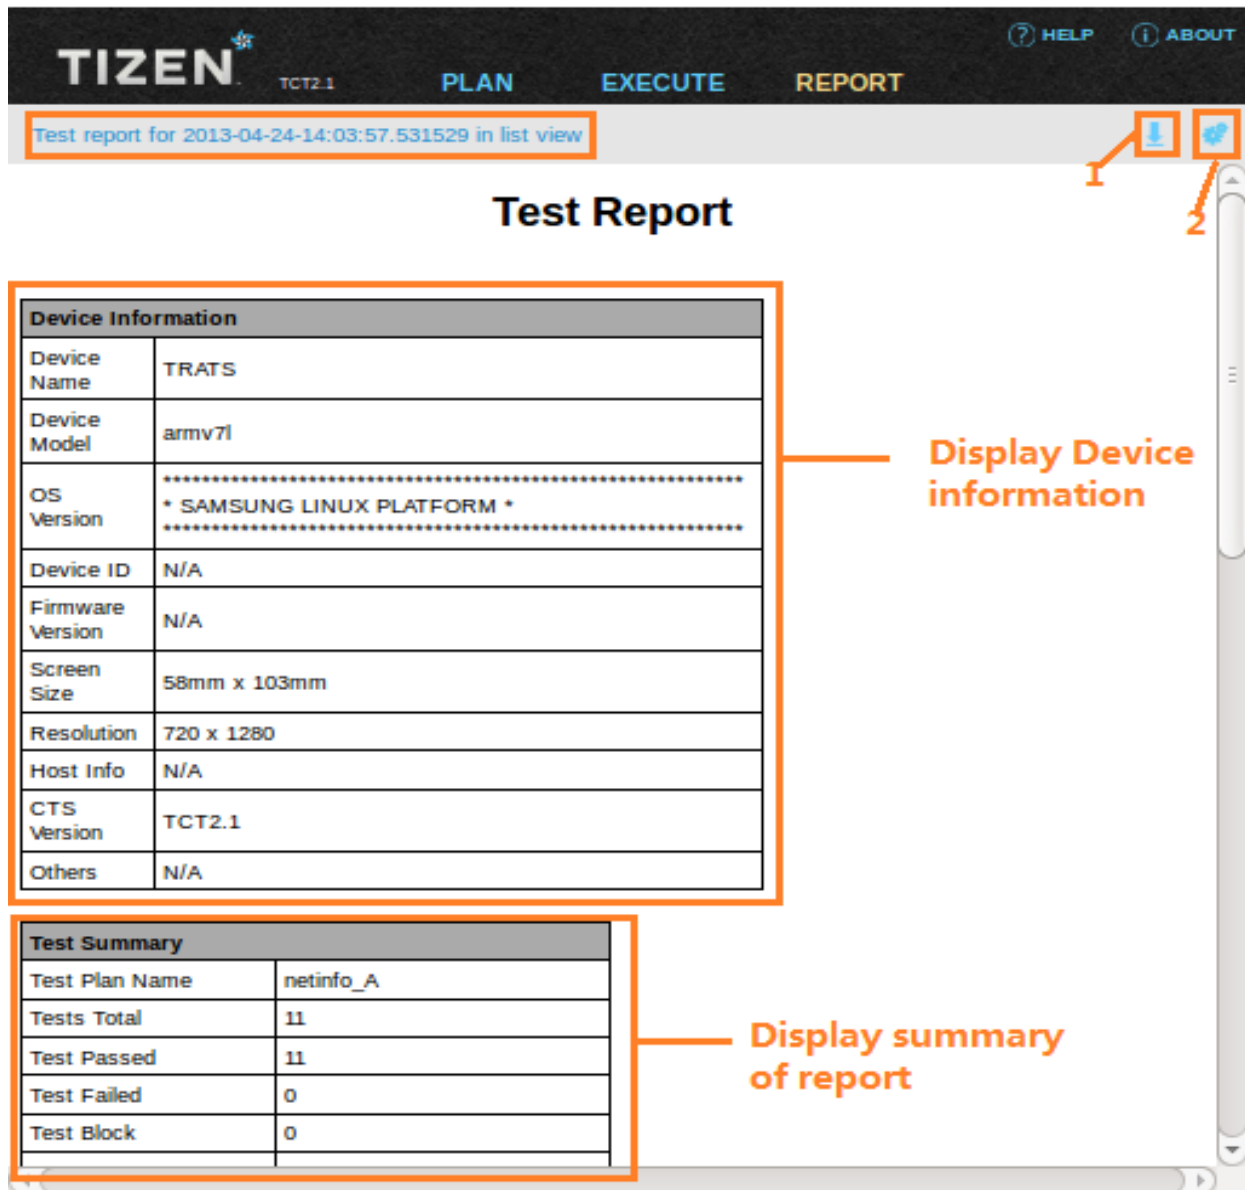 HELP ABOUT
TIZEN TCT2.1 PLAN EXECUTE REPORT
Test report for 2013-04-24-14:03:57.531529 in list view
1
2
Test Report
Device Information
Device Name TRATS
Device Model armv7l
OS Version ************************************************************
* SAMSUNG LINUX PLATFORM *
************************************************************
Device ID N/A
Firmware Version N/A
Screen Size 58mm x 103mm
Resolution 720 x 1280
Host Info N/A
CTS Version TCT2.1
Others N/A
Display Device
information
Test Summary
Test Plan Name netinfo_A
Tests Total 11
Test Passed 11
Test Failed 0
Test Block 0
Display summary
of report